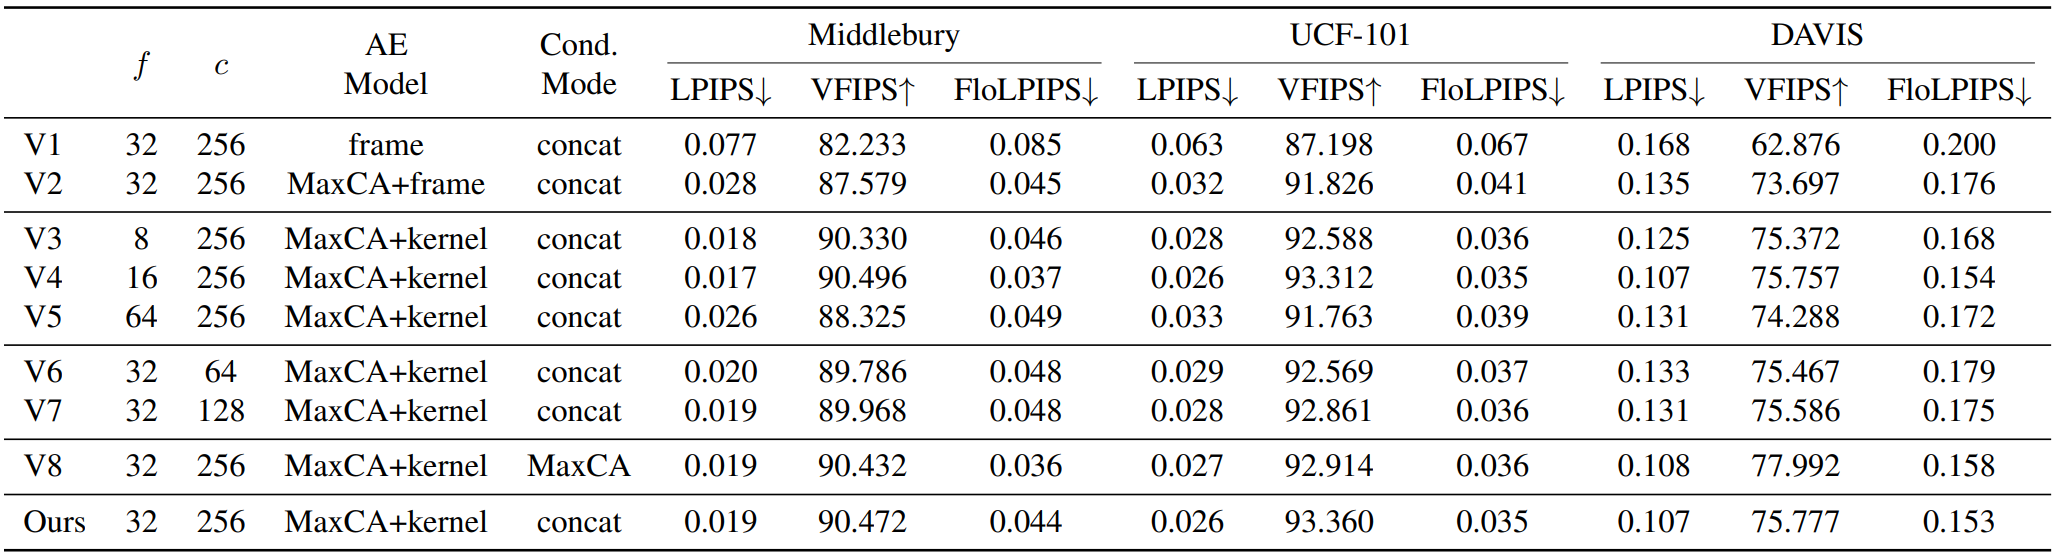 f c AE Model Cond. Mode Middlebury UCF-101 DAVIS
LPIPS↓ VFIPS↑ FloLPIPS↓ LPIPS↓ VFIPS↑ FloLPIPS↓ LPIPS↓ VFIPS↑ FloLPIPS↓
V1 32 256 frame concat 0.077 82.233 0.085 0.063 87.198 0.067 0.168 62.876 0.200
V2 32 256 MaxCA+frame concat 0.028 87.579 0.045 0.032 91.826 0.041 0.135 73.697 0.176
V3 8 256 MaxCA+kernel concat 0.018 90.330 0.046 0.028 92.588 0.036 0.125 75.372 0.168
V4 16 256 MaxCA+kernel concat 0.017 90.496 0.037 0.026 93.312 0.035 0.107 75.757 0.154
V5 64 256 MaxCA+kernel concat 0.026 88.325 0.049 0.033 91.763 0.039 0.131 74.288 0.172
V6 32 64 MaxCA+kernel concat 0.020 89.786 0.048 0.029 92.569 0.037 0.133 75.467 0.179
V7 32 128 MaxCA+kernel concat 0.019 89.968 0.048 0.028 92.861 0.036 0.131 75.586 0.175
V8 32 256 MaxCA+kernel MaxCA 0.019 90.432 0.036 0.027 92.914 0.036 0.108 77.992 0.158
Ours 32 256 MaxCA+kernel concat 0.019 90.472 0.044 0.026 93.360 0.035 0.107 75.777 0.153